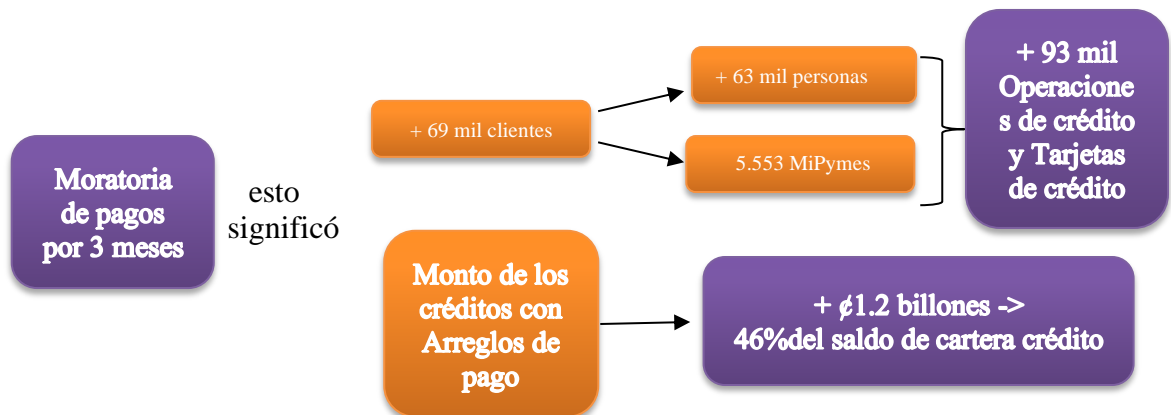 Moratoria
de pagos
por 3 meses
esto
significó
+ 69 mil clientes
+ 63 mil personas
5.553 MiPymes
+ 93 mil
Operacione
s de crédito
y Tarjetas
de crédito
Monto de los
créditos con
Arreglos de
pago
+ ¢1.2 billones ->
46%del saldo de cartera crédito